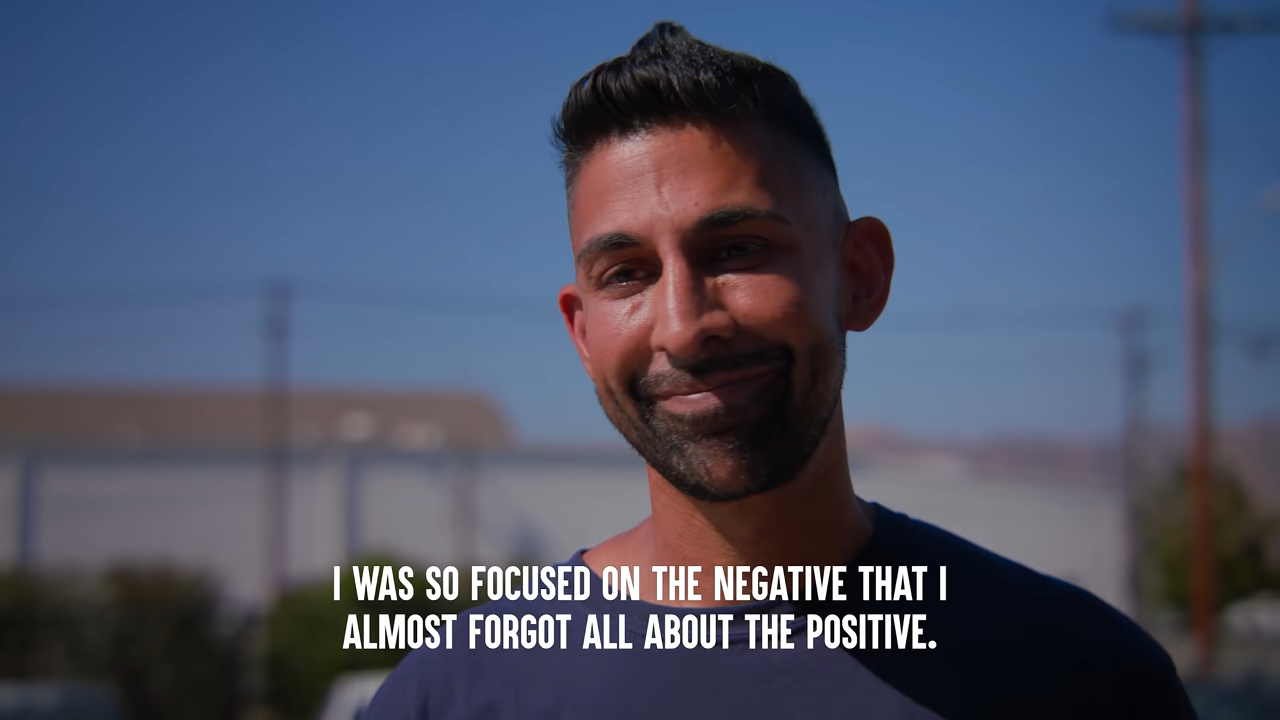 I WAS SO FOCUSED ON THE NEGATIVE THAT I
ALMOST FORGOT ALL ABOUT THE POSITIVE.